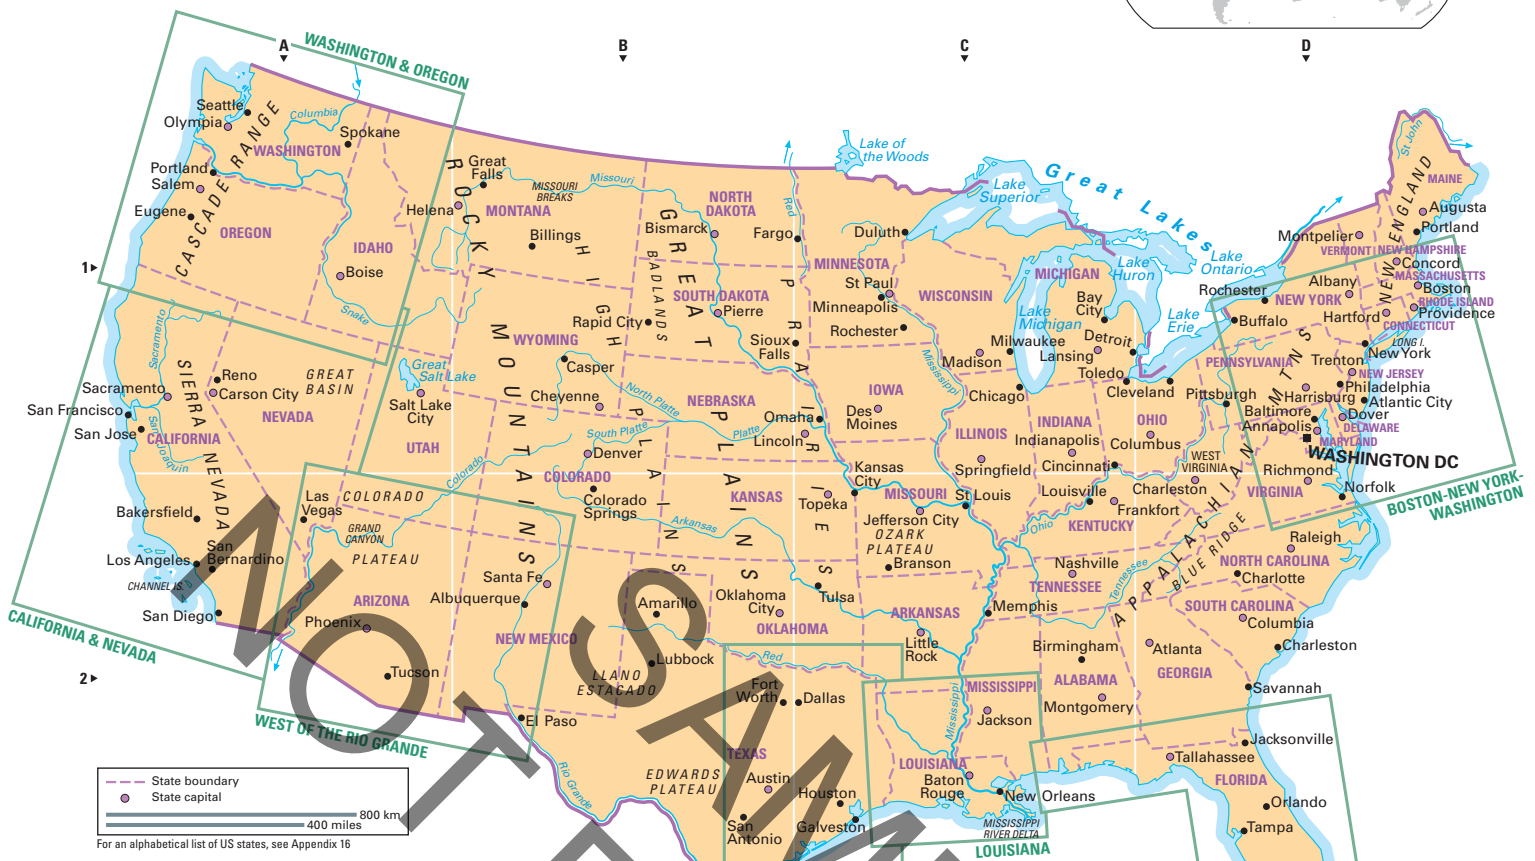 A
B
C
D
1
2
WASHINGTON & OREGON
CALIFORNIA & NEVADA
WEST OF THE RIO GRANDE
LOUISIANA
BOSTON-NEW YORK-
WASHINGTON
Seattle
Olympia
Columbia
Spokane
WASHINGTON
CASCADE RANGE
Portland
Salem
Eugene
OREGON
IDAHO
Boise
Snake
Great
Falls
Helena
MONTANA
MISSOURI
BREAKS
Missouri
Billings
ROCKY MOUNTAINS
HIGH PLAINS
GREAT PLAINS
PRAIRIES
BADLANDS
NORTH
DAKOTA
Bismarck
Fargo
Red
Lake of
the Woods
Duluth
MINNESOTA
St Paul
Minneapolis
Rochester
SOUTH DAKOTA
Pierre
Rapid City
Sioux
Falls
WYOMING
Casper
Cheyenne
North Platte
South Platte
Platte
NEBRASKA
Omaha
Lincoln
IOWA
Des
Moines
Great Lakes
Lake
Superior
Lake
Huron
Lake
Michigan
Lake
Ontario
Lake
Erie
MICHIGAN
Bay
City
Detroit
Lansing
WISCONSIN
Milwaukee
Madison
Mississippi
Chicago
Toledo
Cleveland
ILLINOIS
Springfield
INDIANA
Indianapolis
OHIO
Columbus
Cincinnati
Pittsburgh
PENNSYLVANIA
Harrisburg
Rochester
Buffalo
NEW YORK
Albany
Montpelier
VERMONT
NEW HAMPSHIRE
Concord
MASSACHUSETTS
Boston
RHODE ISLAND
Providence
Hartford
CONNECTICUT
LONG I.
New York
Trenton
NEW JERSEY
Philadelphia
Atlantic City
Baltimore
Dover
DELAWARE
Annapolis
MARYLAND
WASHINGTON DC
St John
MAINE
Augusta
Portland
NEW ENGLAND
Sacramento
Sacramento
San Francisco
San Jose
CALIFORNIA
San Joaquin
SIERRA NEVADA
Reno
Carson City
NEVADA
GREAT
BASIN
Great
Salt Lake
Salt Lake
City
UTAH
Colorado
COLORADO
Denver
Colorado
Springs
Las
Vegas
COLORADO
PLATEAU
GRAND
CANYON
Bakersfield
Los Angeles
San
Bernardino
CHANNEL IS.
San Diego
ARIZONA
Phoenix
Tucson
Santa Fe
Albuquerque
NEW MEXICO
El Paso
Rio Grande
KANSAS
Topeka
Kansas
City
Arkansas
MISSOURI
Jefferson City
St Louis
OZARK
PLATEAU
Branson
Amarillo
Oklahoma
City
OKLAHOMA
Tulsa
Lubbock
LLANO
ESTACADO
Red
Fort
Worth
Dallas
TEXAS
EDWARDS
PLATEAU
Austin
Houston
San
Antonio
Galveston
ARKANSAS
Little
Rock
Memphis
MISSISSIPPI
Jackson
Mississippi
LOUISIANA
Baton
Rouge
New Orleans
MISSISSIPPI
RIVER DELTA
Louisville
Frankfort
KENTUCKY
Ohio
WEST
VIRGINIA
Charleston
Richmond
VIRGINIA
Norfolk
APPALACHIAN MTNS
BLUE RIDGE
Nashville
TENNESSEE
Tennessee
Raleigh
NORTH CAROLINA
Charlotte
SOUTH CAROLINA
Columbia
Charleston
Birmingham
ALABAMA
Montgomery
Atlanta
GEORGIA
Savannah
Jacksonville
Tallahassee
FLORIDA
Orlando
Tampa
State boundary
State capital
800 km
400 miles
For an alphabetical list of US states, see Appendix 16
NOT
SAM